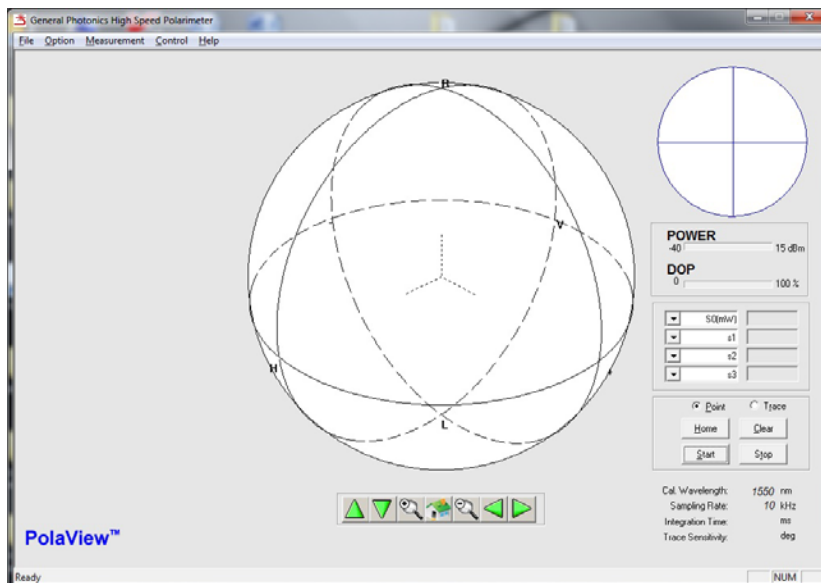 General Photonics High Speed Polarimeter
File Option Measurement Control Help
R
V
H
L
POWER
-40 15 dBm
DOP
0 100 %
S0(mW)
s1
s2
s3
Point Trace
Home Clear
Start Stop
Cal. Wavelength: 1550 nm
Sampling Rate: 10 kHz
Integration Time: ms
Trace Sensitivity: deg
PolaView™
Ready NUM